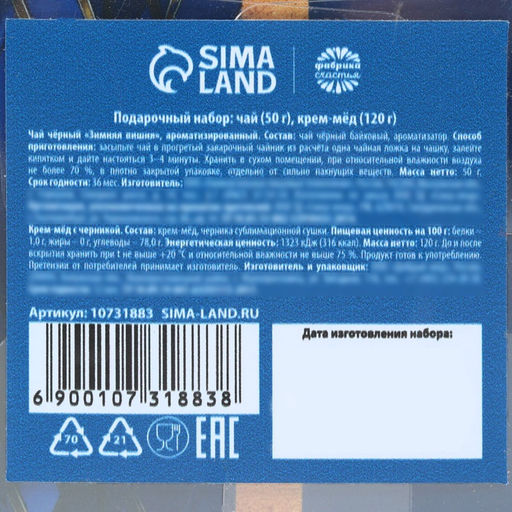 SIMA
LAND
фабрика
счастья
Подарочный набор: чай (50 г), крем-мёд (120 г)
Чай чёрный «Зимняя вишня», ароматизированный. Состав: чай чёрный байховый, ароматизатор. Способ
приготовления: засыпьте чай в прогретый заварочный чайник из расчёта одна чайная ложка на чашку, залейте
кипятком и дайте настояться 3–4 минуты. Хранить в сухом помещении, при относительной влажности воздуха
не более 70 %, в плотно закрытой упаковке, отдельно от сильно пахнущих веществ. Масса нетто: 50 г.
Срок годности: 36 мес. Изготовитель:
Крем-мёд с черникой. Состав: крем-мёд, черника сублимационной сушки. Пищевая ценность на 100 г: белки –
1,0 г, жиры – 0 г, углеводы – 78,0 г. Энергетическая ценность: 1323 кДж (316 ккал). Масса нетто: 120 г. До и после
вскрытия хранить при t не выше +20 °С и относительной влажности не выше 75 %. Продукт готов к употреблению.
Претензии от потребителей принимает изготовитель. Изготовитель и упаковщик:
Артикул: 10731883 SIMA-LAND.RU
Дата изготовления набора:
6 900107 318838
70 21 EAC